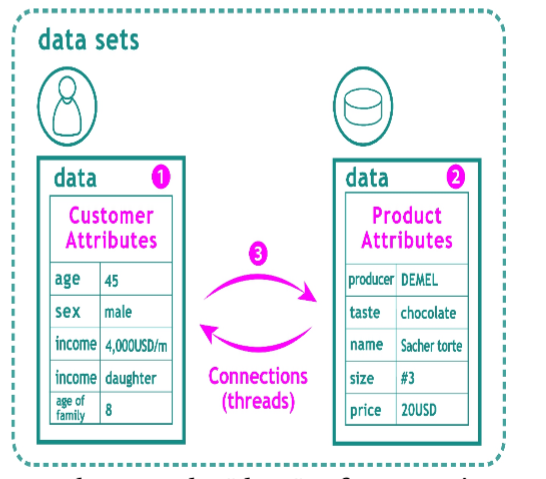 data sets
data 1
Customer
Attributes
age 45
sex male
income 4,000USD/m
income daughter
age of
family 8
3
Connections
(threads)
data 2
Product
Attributes
producer DEMEL
taste chocolate
name Sacher torte
size #3
price 20USD